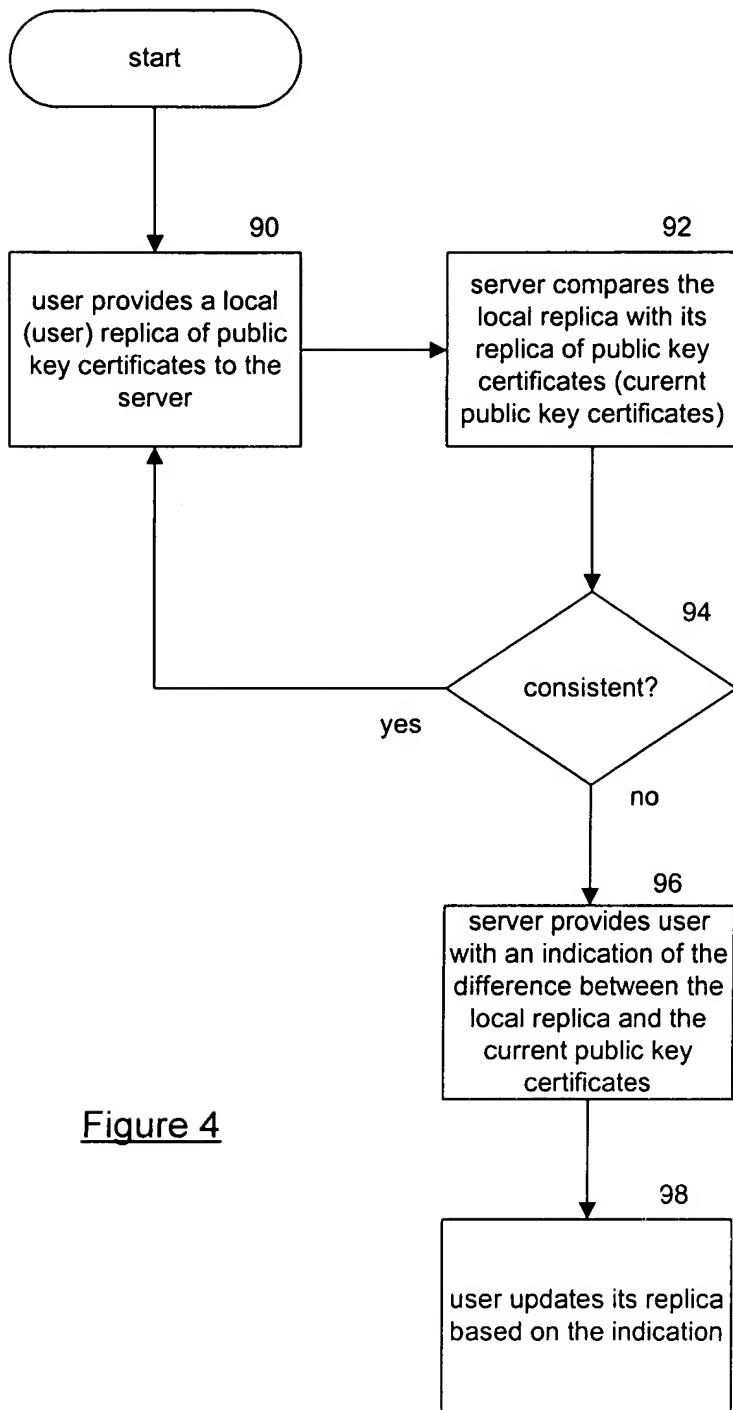 start
90
user provides a local
(user) replica of public
key certificates to the
server
92
server compares the
local replica with its
replica of public key
certificates (curernt
public key certificates)
94
consistent?
yes
no
96
server provides user
with an indication of the
difference between the
local replica and the
current public key
certificates
Figure 4
98
user updates its replica
based on the indication